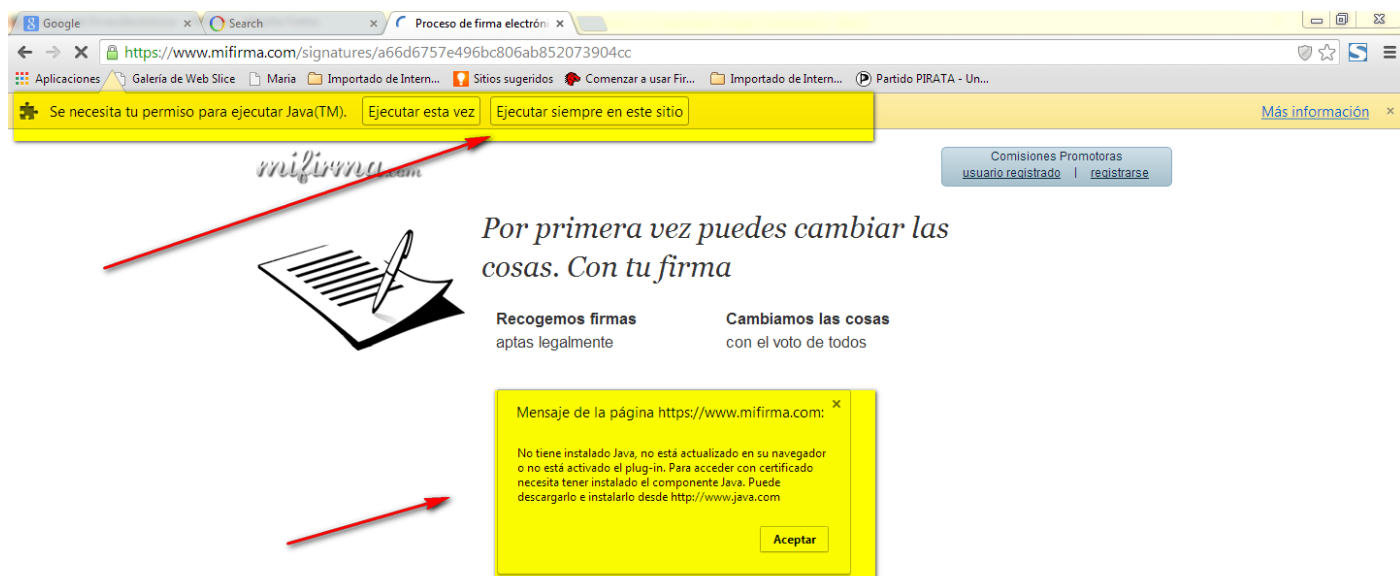 Google
Search
Proceso de firma electróni
https://www.mifirma.com/signatures/a66d6757e496bc806ab852073904cc
Aplicaciones Galería de Web Slice Maria Importado de Intern... Sitios sugeridos Comenzar a usar Fir... Importado de Intern... Partido PIRATA - Un...
Se necesita tu permiso para ejecutar Java(TM). Ejecutar esta vez Ejecutar siempre en este sitio Más información
mifirma.com
Comisiones Promotoras
usuario registrado | registrarse
Por primera vez puedes cambiar las
cosas. Con tu firma
Recogemos firmas
aptas legalmente
Cambiamos las cosas
con el voto de todos
Mensaje de la página https://www.mifirma.com:
No tiene instalado Java, no está actualizado en su navegador
o no está activado el plug-in. Para acceder con certificado
necesita tener instalado el componente Java. Puede
descargarlo e instalarlo desde http://www.java.com
Aceptar